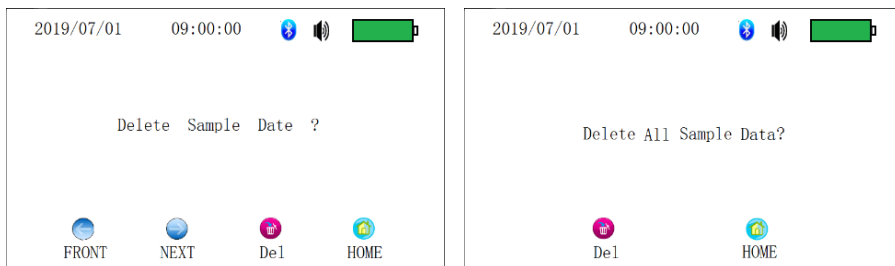 2019/07/01 09:00:00
Delete Sample Date ?
FRONT NEXT Del HOME
2019/07/01 09:00:00
Delete All Sample Data?
Del HOME